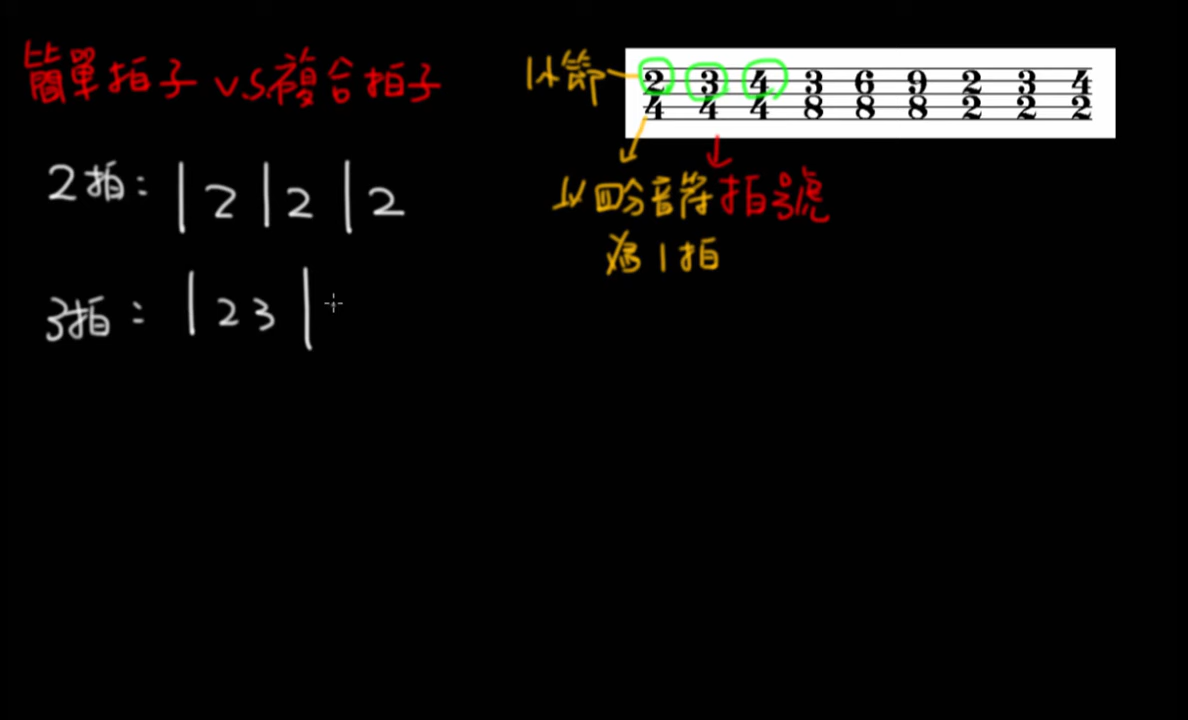 簡單拍子 v.s.複合拍子
1小節
2 3 4 3 6 9 2 3 4
4 4 4 8 8 8 2 2 2
以四分音符
為1拍
拍號
2拍: | 2 | 2 | 2
3拍: | 2 3 |